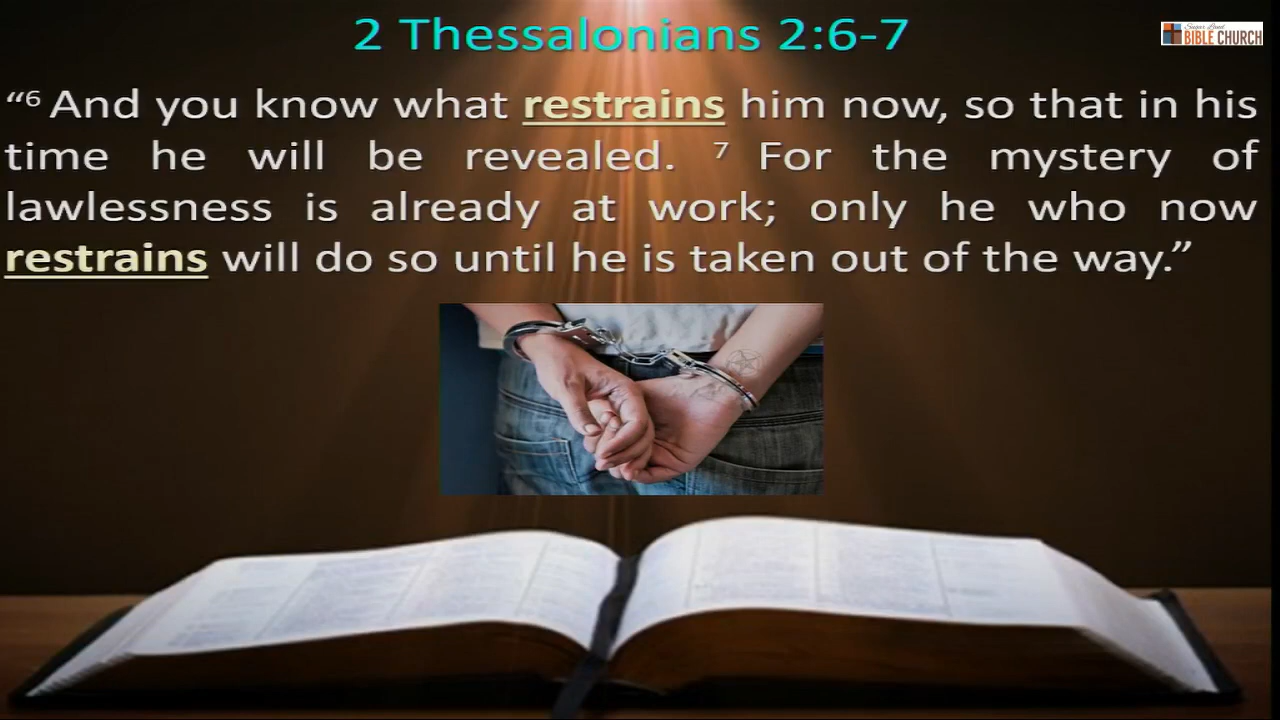 2 Thessalonians 2:6-7
Sugar Land
BIBLE CHURCH
“⁶ And you know what restrains him now, so that in his
time he will be revealed. ⁷ For the mystery of
lawlessness is already at work; only he who now
restrains will do so until he is taken out of the way.”